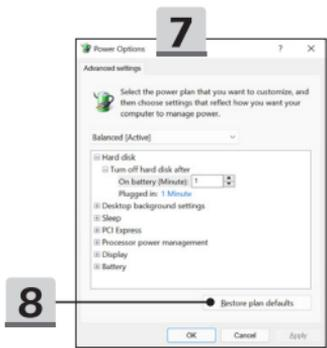 7
Power Options
Advanced settings
Select the power plan that you want to customize, and
then choose settings that reflect how you want your
computer to manage power.
Balanced [Active]
Hard disk
Turn off hard disk after
On battery (Minute): 1
Plugged in: 1 Minute
Desktop background settings
Sleep
PCI Express
Processor power management
Display
Battery
8
Restore plan defaults
OK
Cancel
Apply